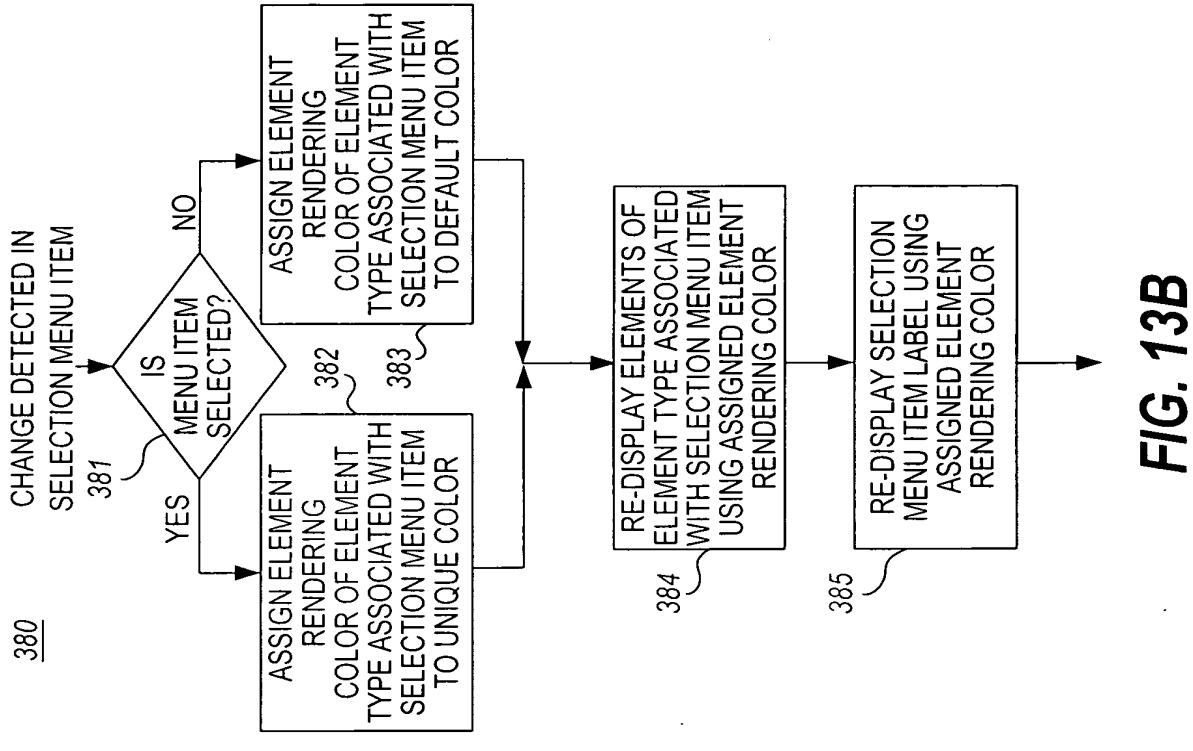 380
CHANGE DETECTED IN
SELECTION MENU ITEM
381
IS
MENU ITEM
SELECTED?
YES
NO
382
ASSIGN ELEMENT
RENDERING
COLOR OF ELEMENT
TYPE ASSOCIATED WITH
SELECTION MENU ITEM
TO UNIQUE COLOR
383
ASSIGN ELEMENT
RENDERING
COLOR OF ELEMENT
TYPE ASSOCIATED WITH
SELECTION MENU ITEM
TO DEFAULT COLOR
384
RE-DISPLAY ELEMENTS OF
ELEMENT TYPE ASSOCIATED
WITH SELECTION MENU ITEM
USING ASSIGNED ELEMENT
RENDERING COLOR
385
RE-DISPLAY SELECTION
MENU ITEM LABEL USING
ASSIGNED ELEMENT
RENDERING COLOR
FIG. 13B